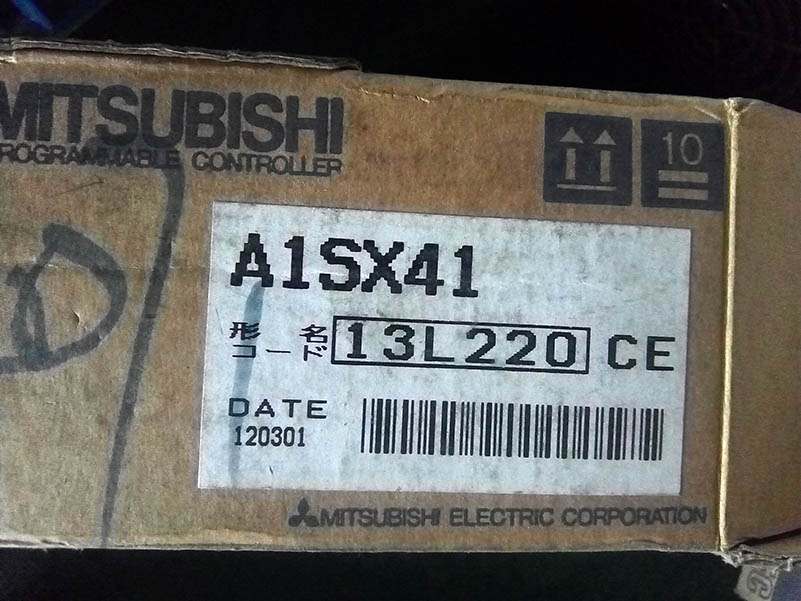 MITSUBISHI
PROGRAMMABLE CONTROLLER
10
A1SX41
形名
コード 13L220 CE
DATE
120301
MITSUBISHI ELECTRIC CORPORATION